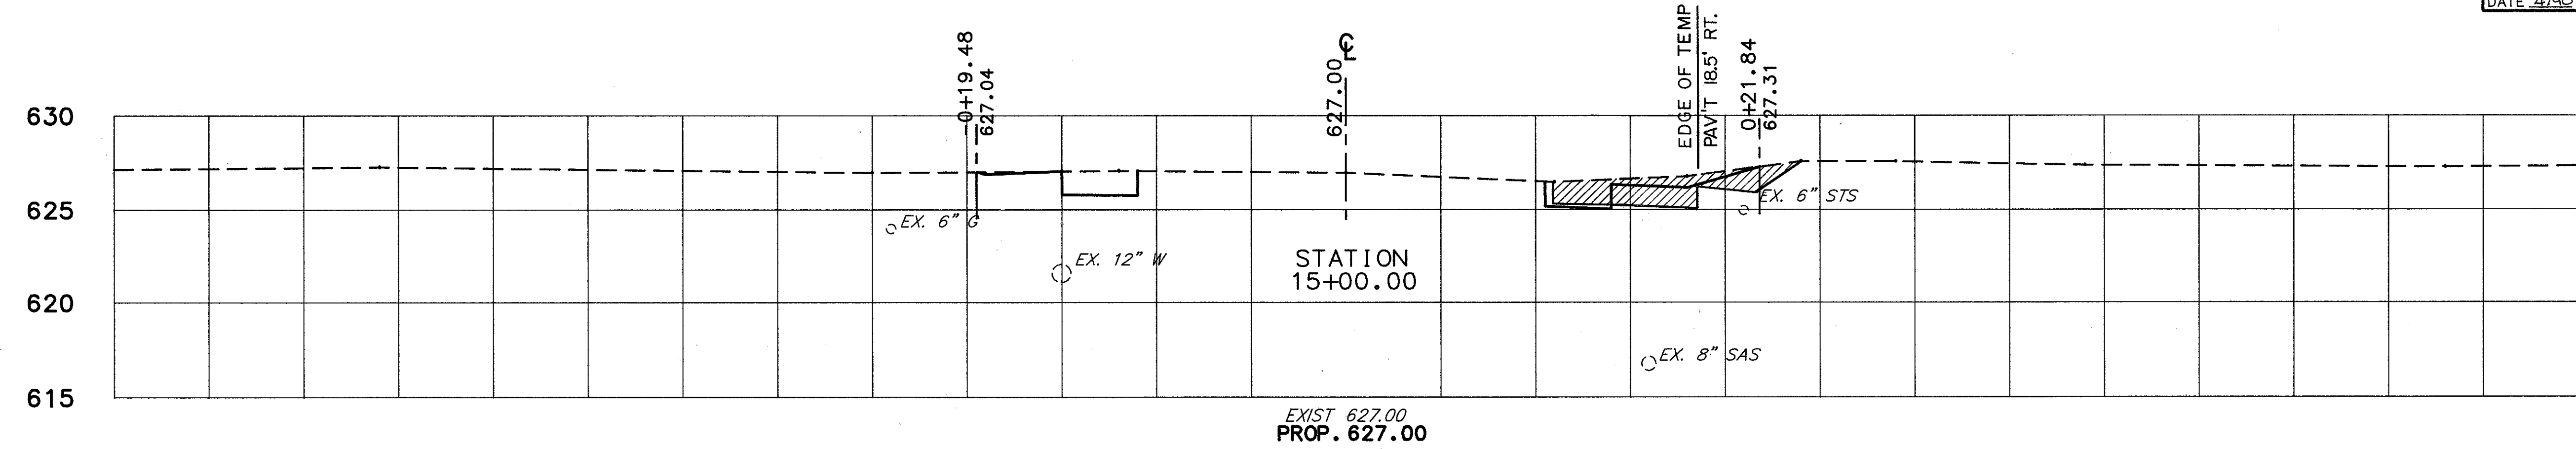 DATE
-0+19.48
627.04
627.00 ℄
EDGE OF TEMP
PAV'T 18.5' RT.
0+21.84
627.31
630
625
620
615
EX. 6" G
EX. 12" W
EX. 6" STS
EX. 8" SAS
STATION
15+00.00
EXIST 627.00
PROP. 627.00